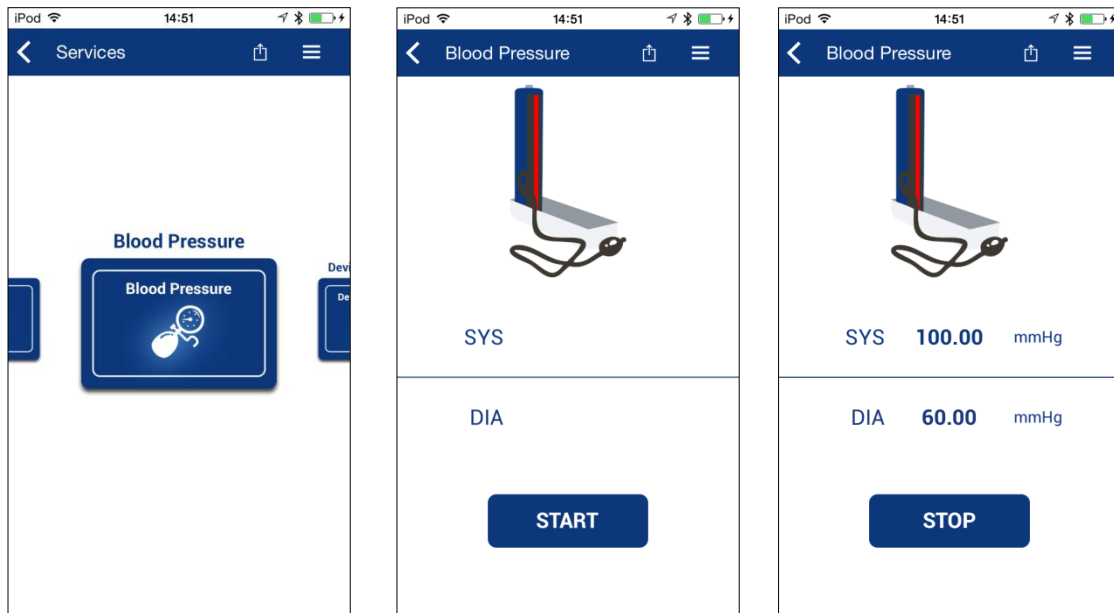 iPod 14:51
Services
Blood Pressure
Blood Pressure
Devi
De
iPod 14:51
Blood Pressure
SYS
DIA
START
iPod 14:51
Blood Pressure
SYS 100.00 mmHg
DIA 60.00 mmHg
STOP